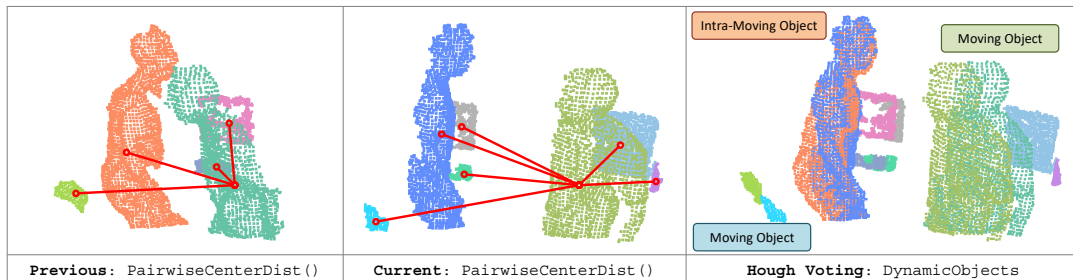 Intra-Moving Object
Moving Object
Moving Object
Previous: PairwiseCenterDist()
Current: PairwiseCenterDist()
Hough Voting: DynamicObjects